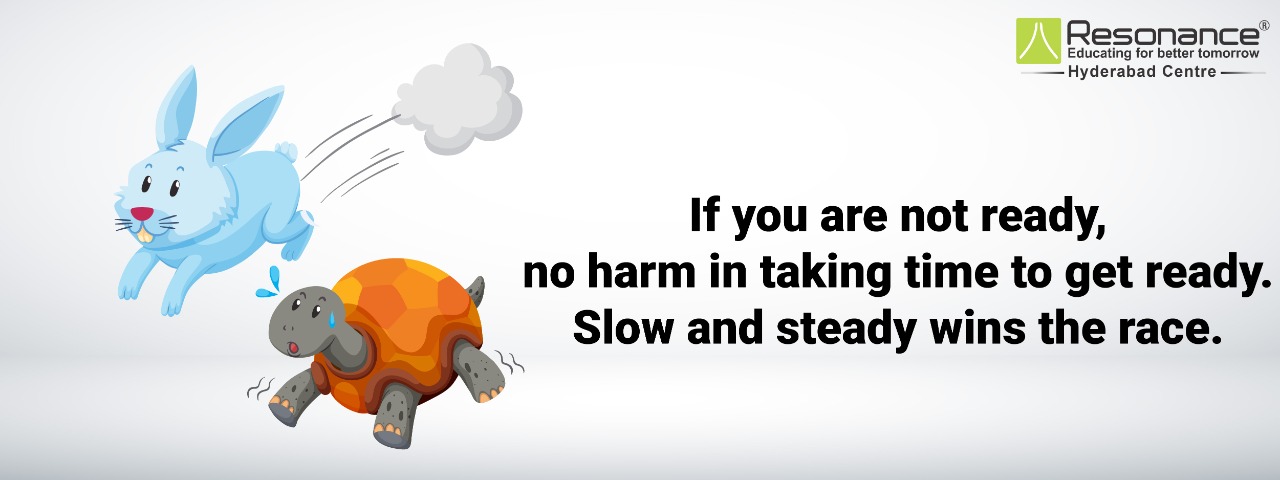 Resonance®
Educating for better tomorrow
Hyderabad Centre
If you are not ready,
no harm in taking time to get ready.
Slow and steady wins the race.